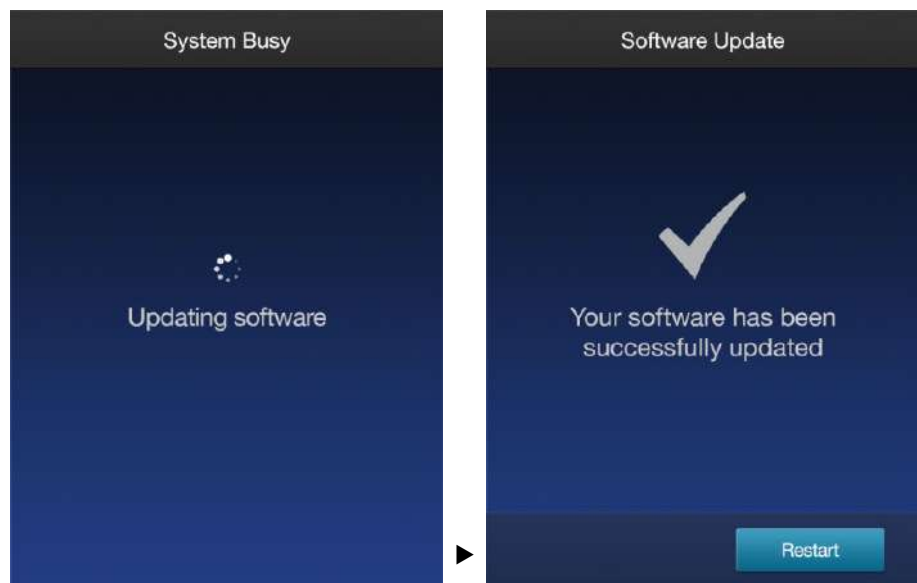 System Busy
Updating software
Software Update
Your software has been
successfully updated
Restart